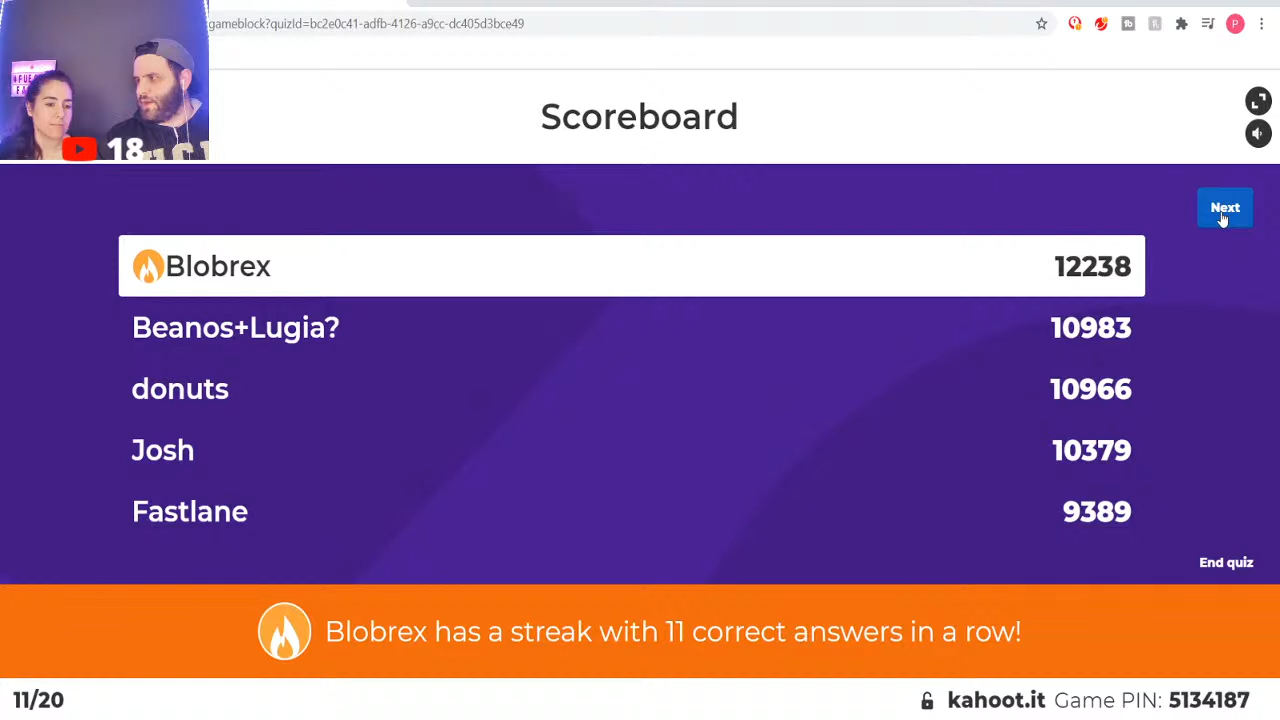 gameblock?quizId=bc2e0c41-adfb-4126-a9cc-dc405d3bce49
P
18
Scoreboard
Next
Blobrex 12238
Beanos+Lugia? 10983
donuts 10966
Josh 10379
Fastlane 9389
End quiz
Blobrex has a streak with 11 correct answers in a row!
11/20
kahoot.it Game PIN: 5134187